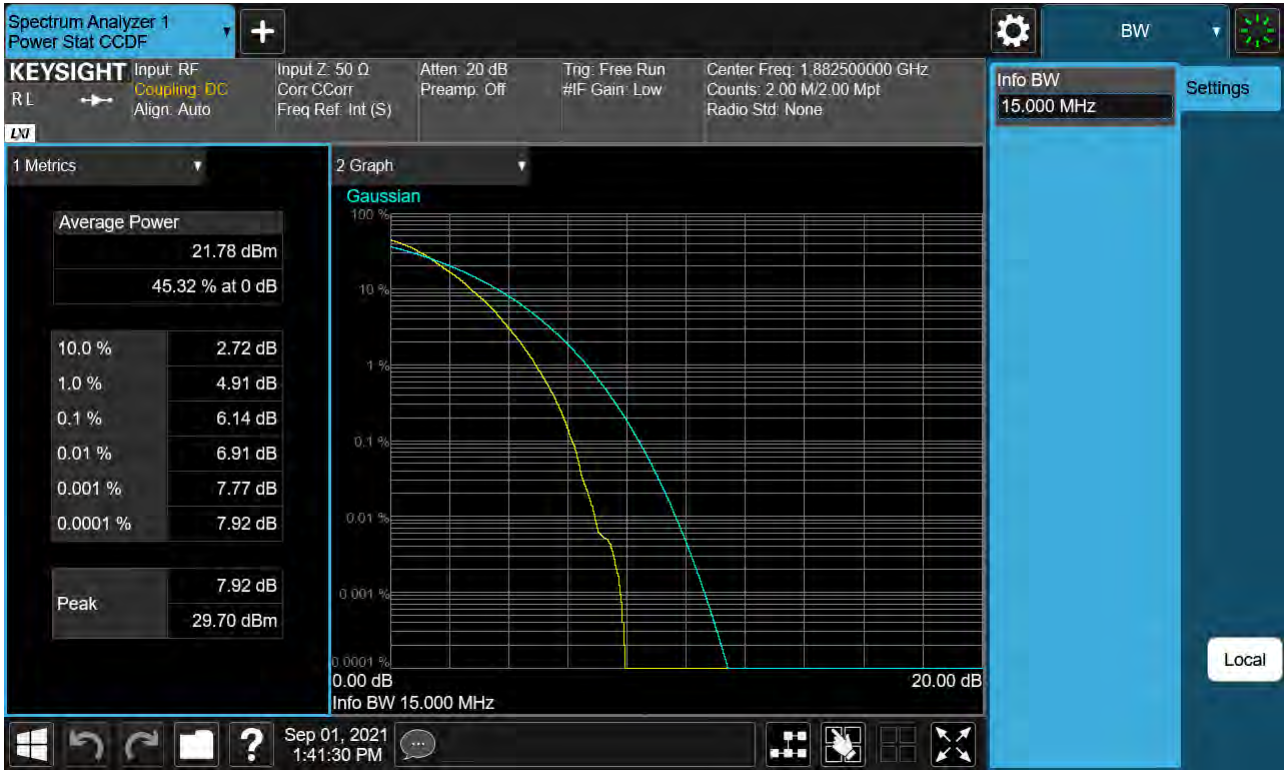 Spectrum Analyzer 1
Power Stat CCDF
BW
KEYSIGHT
R L
LXI
Input: RF
Coupling: DC
Align: Auto
Input Z: 50 Ω
Corr CCorr
Freq Ref: Int (S)
Atten: 20 dB
Preamp: Off
Trig: Free Run
#IF Gain: Low
Center Freq: 1.882500000 GHz
Counts: 2.00 M/2.00 Mpt
Radio Std: None
Info BW
15.000 MHz
Settings
1 Metrics
Average Power
21.78 dBm
45.32 % at 0 dB
10.0 % 2.72 dB
1.0 % 4.91 dB
0.1 % 6.14 dB
0.01 % 6.91 dB
0.001 % 7.77 dB
0.0001 % 7.92 dB
Peak
7.92 dB
29.70 dBm
2 Graph
Gaussian
100 %
10 %
1 %
0.1 %
0.01 %
0.001 %
0.0001 %
0.00 dB 20.00 dB
Info BW 15.000 MHz
Local
?
Sep 01, 2021
1:41:30 PM